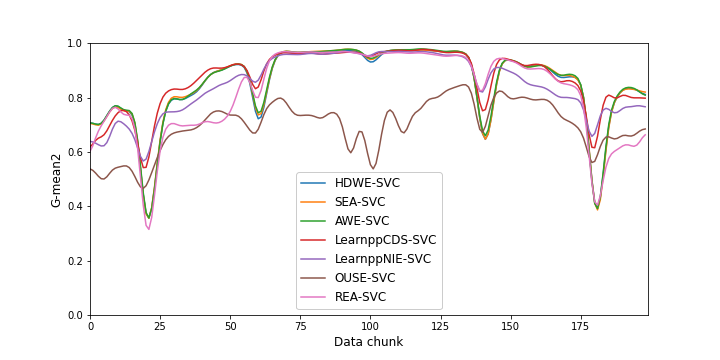 1.0
0.8
0.6
0.4
0.2
0.0
G-mean2
HDWE-SVC
SEA-SVC
AWE-SVC
LearnppCDS-SVC
LearnppNIE-SVC
OUSE-SVC
REA-SVC
0 25 50 75 100 125 150 175
Data chunk